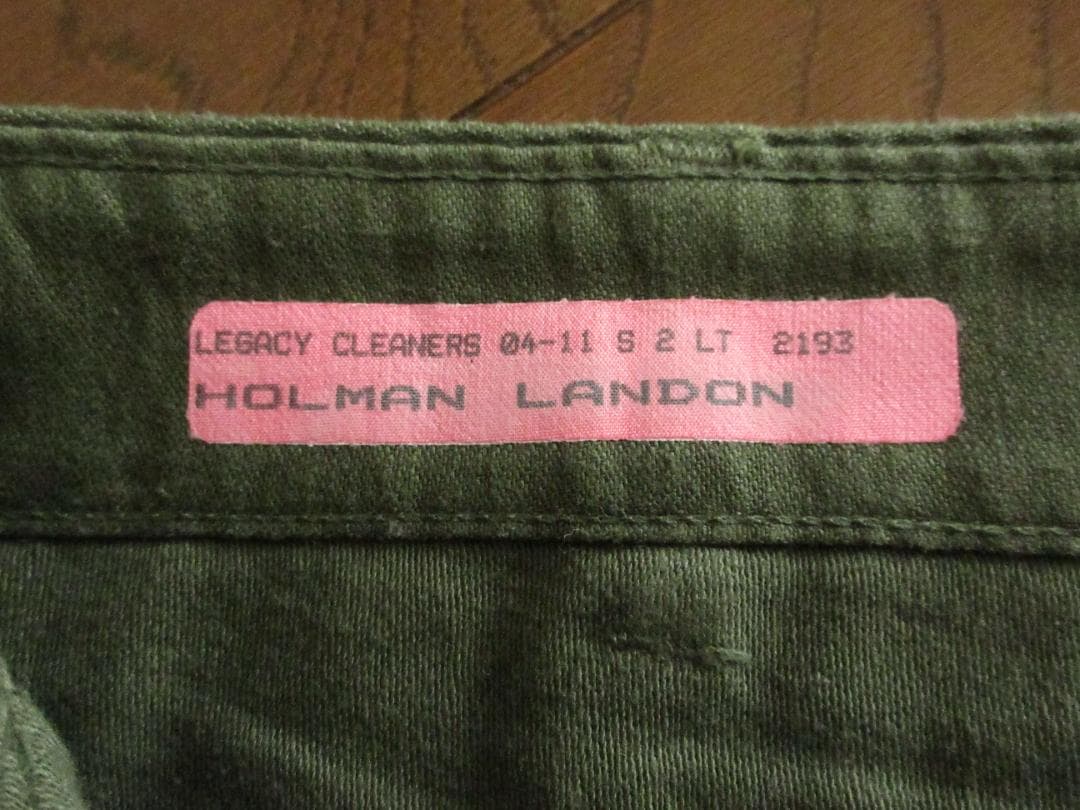 LEGACY CLEANERS 04-11 S 2 LT 2193
HOLMAN LANDON